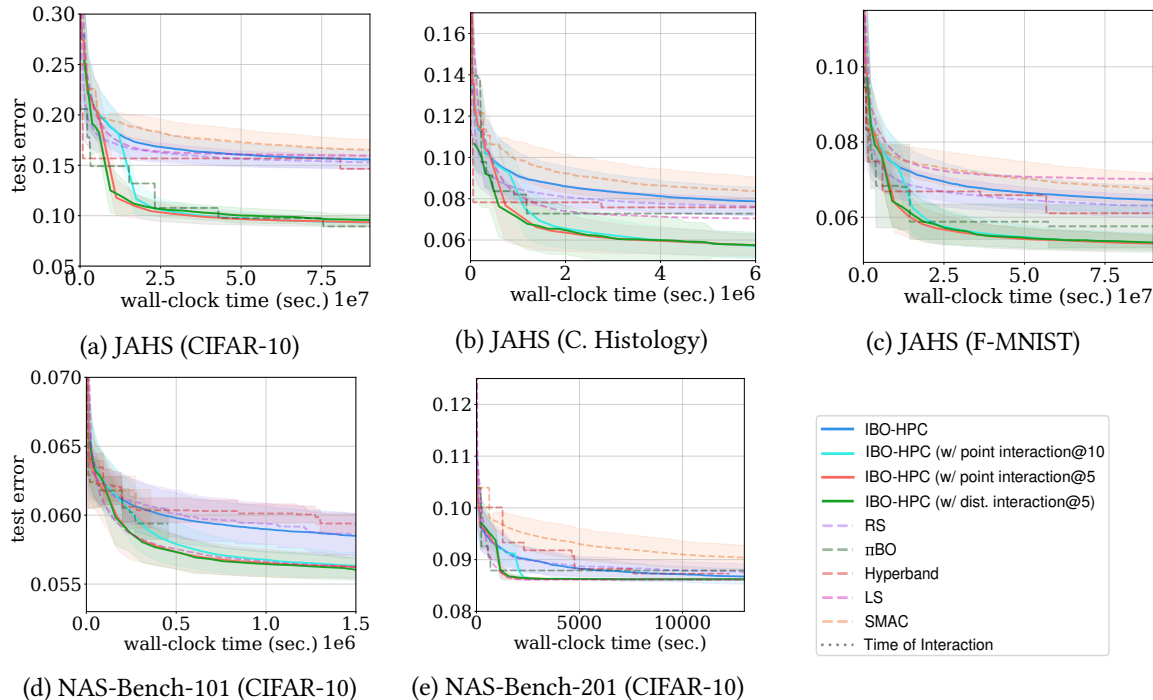 0.30
0.25
0.20
0.15
0.10
0.05
test error
0.0 2.5 5.0 7.5
wall-clock time (sec.) 1e7
(a) JAHS (CIFAR-10)
0.16
0.14
0.12
0.10
0.08
0.06
0 2 4 6
wall-clock time (sec.) 1e6
(b) JAHS (C. Histology)
0.10
0.08
0.06
0.0 2.5 5.0 7.5
wall-clock time (sec.) 1e7
(c) JAHS (F-MNIST)
0.070
0.065
0.060
0.055
test error
0.0 0.5 1.0 1.5
wall-clock time (sec.) 1e6
(d) NAS-Bench-101 (CIFAR-10)
0.12
0.11
0.10
0.09
0.08
0 5000 10000
wall-clock time (sec.)
(e) NAS-Bench-201 (CIFAR-10)
IBO-HPC
IBO-HPC (w/ point interaction@10
IBO-HPC (w/ point interaction@5
IBO-HPC (w/ dist. interaction@5)
RS
πBO
Hyperband
LS
SMAC
Time of Interaction